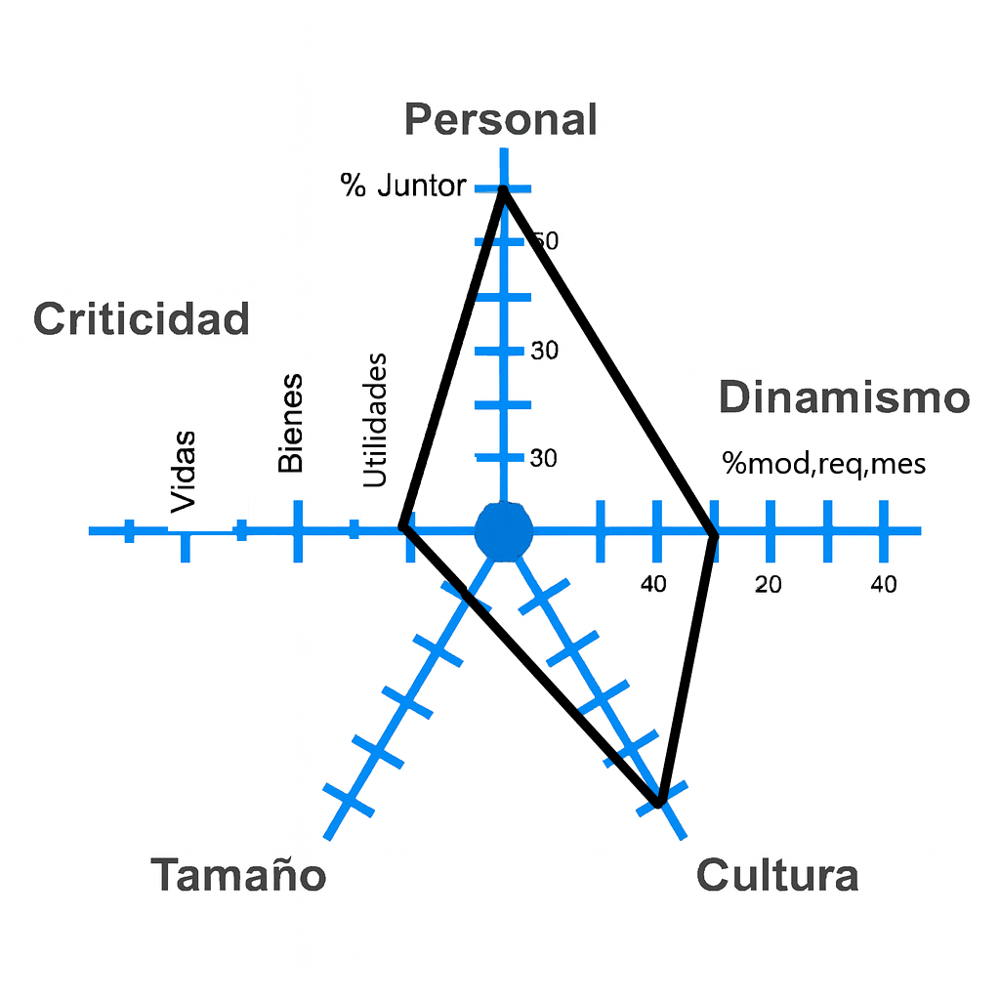 Personal
% Juntor
50
Criticidad
30
Utilidades
Bienes
Dinamismo
Vidas
30
%mod,req,mes
40
20
40
Tamaño
Cultura